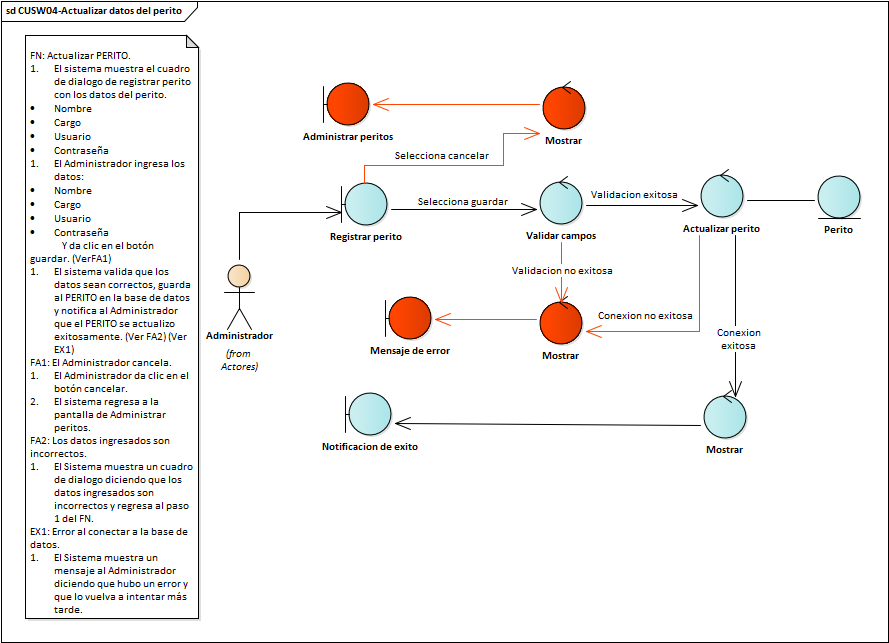 sd CUSW04-Actualizar datos del perito
FN: Actualizar PERITO.
1. El sistema muestra el cuadro
de dialogo de registrar perito
con los datos del perito.
• Nombre
• Cargo
• Usuario
• Contraseña
1. El Administrador ingresa los
datos:
• Nombre
• Cargo
• Usuario
• Contraseña
Y da clic en el botón
guardar. (VerFA1)
1. El sistema valida que los
datos sean correctos, guarda
al PERITO en la base de datos
y notifica al Administrador
que el PERITO se actualizo
exitosamente. (Ver FA2) (Ver
EX1)
FA1: El Administrador cancela.
1. El Administrador da clic en el
botón cancelar.
2. El sistema regresa a la
pantalla de Administrar
peritos.
FA2: Los datos ingresados son
incorrectos.
1. El Sistema muestra un cuadro
de dialogo diciendo que los
datos ingresados son
incorrectos y regresa al paso
1 del FN.
EX1: Error al conectar a la base de
datos.
1. El Sistema muestra un
mensaje al Administrador
diciendo que hubo un error y
que lo vuelva a intentar más
tarde.
Administrar peritos
Mostrar
Selecciona cancelar
Registrar perito
Selecciona guardar
Validar campos
Validacion exitosa
Actualizar perito
Perito
Administrador
(from
Actores)
Validacion no exitosa
Conexion no exitosa
Mensaje de error
Mostrar
Conexion
exitosa
Notificacion de exito
Mostrar